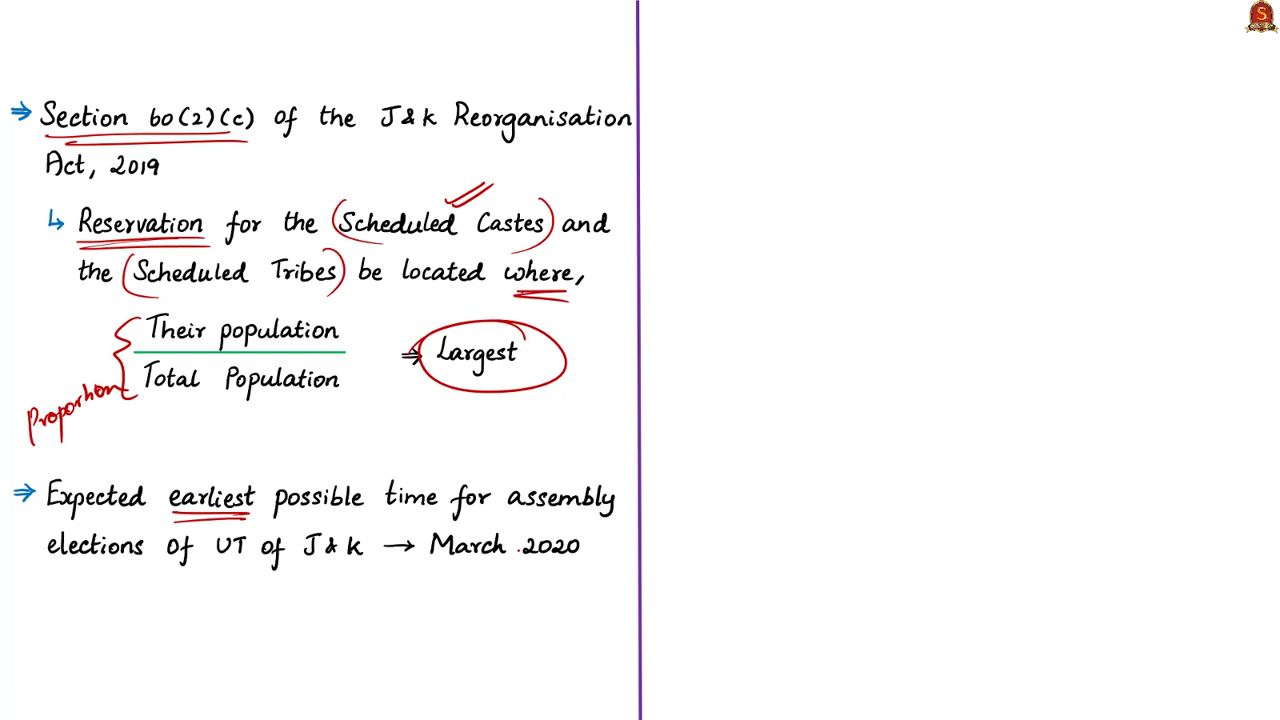 ⇒ Section 60(2)(c) of the J&K Reorganisation
Act, 2019
↳ Reservation for the (Scheduled Castes) and
the (Scheduled Tribes) be located where,
Their population
Total Population
⇒ Largest
Proportion
⇒ Expected earliest possible time for assembly
elections of UT of J&K → March 2020
S